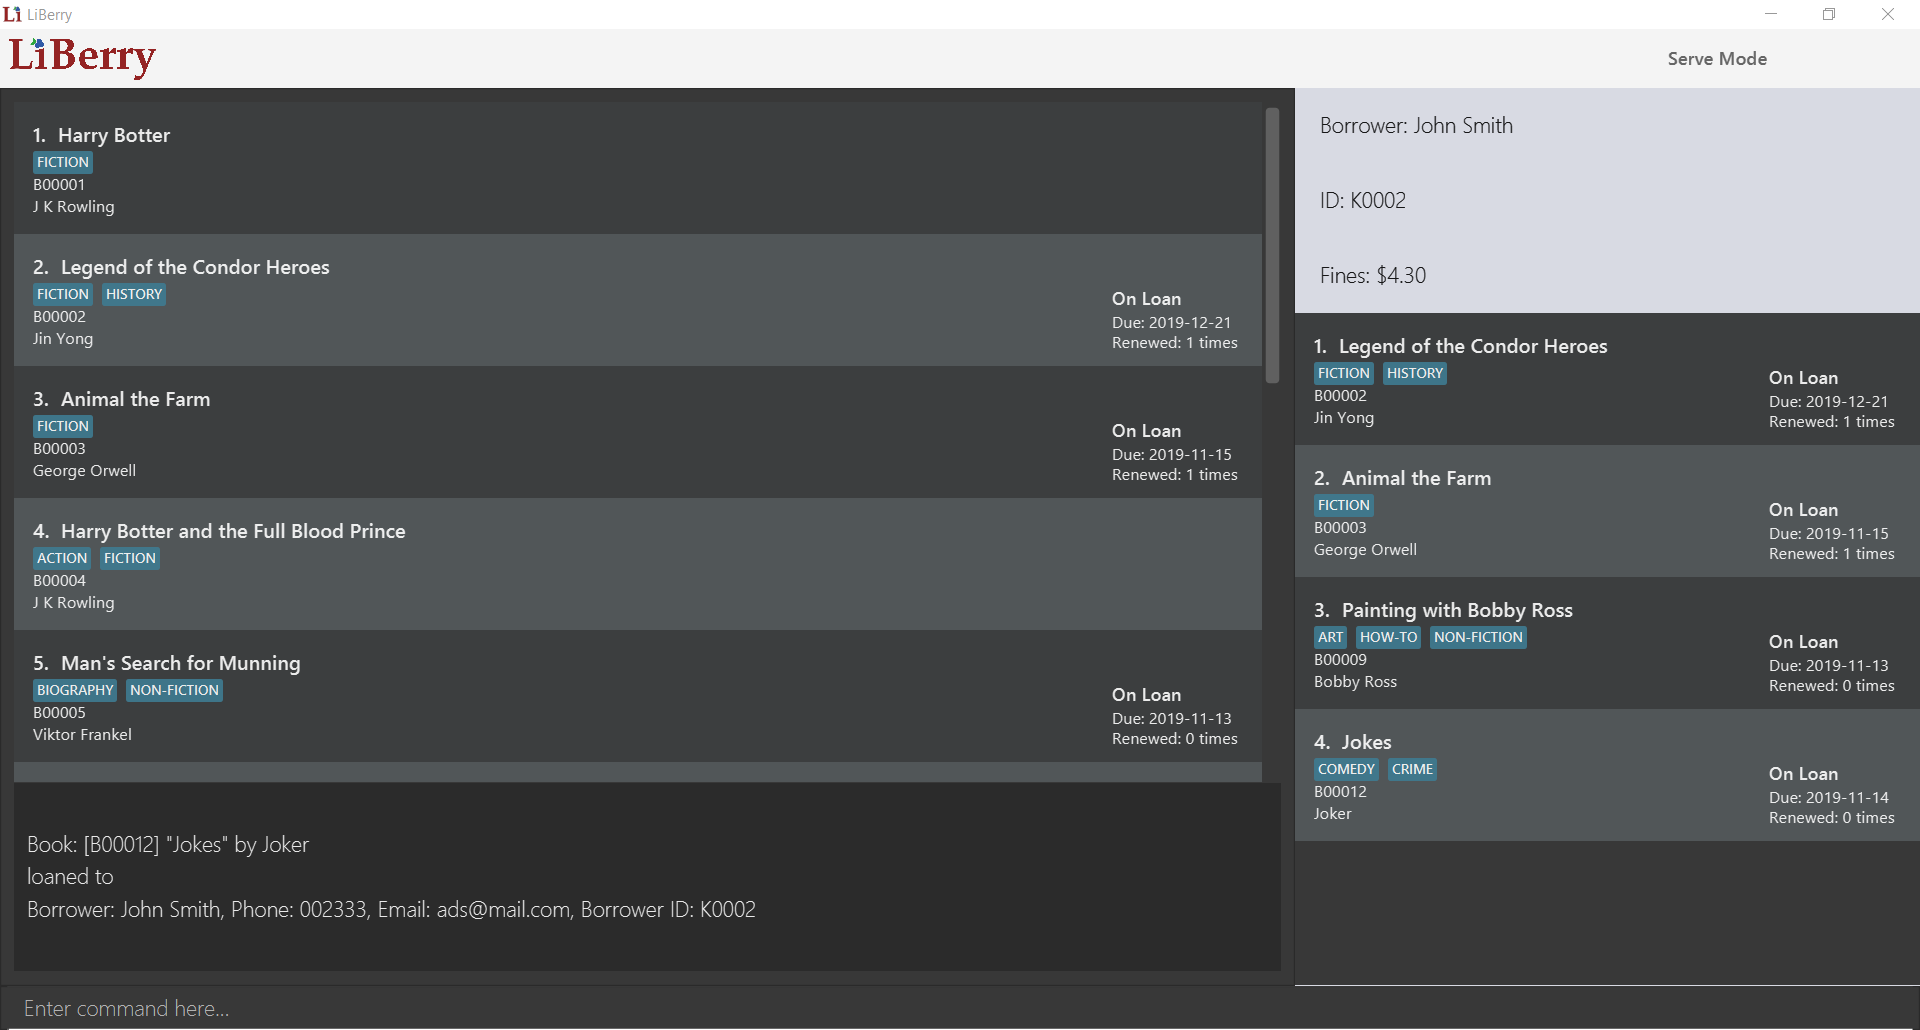 LiBerry
LiBerry
Serve Mode
1. Harry Botter
FICTION
B00001
J K Rowling
2. Legend of the Condor Heroes
FICTION HISTORY
B00002
Jin Yong
On Loan
Due: 2019-12-21
Renewed: 1 times
3. Animal the Farm
FICTION
B00003
George Orwell
On Loan
Due: 2019-11-15
Renewed: 1 times
4. Harry Botter and the Full Blood Prince
ACTION FICTION
B00004
J K Rowling
5. Man's Search for Munning
BIOGRAPHY NON-FICTION
B00005
Viktor Frankel
On Loan
Due: 2019-11-13
Renewed: 0 times
Book: [B00012] "Jokes" by Joker
loaned to
Borrower: John Smith, Phone: 002333, Email: ads@mail.com, Borrower ID: K0002
Enter command here...
Borrower: John Smith
ID: K0002
Fines: $4.30
1. Legend of the Condor Heroes
FICTION HISTORY
B00002
Jin Yong
On Loan
Due: 2019-12-21
Renewed: 1 times
2. Animal the Farm
FICTION
B00003
George Orwell
On Loan
Due: 2019-11-15
Renewed: 1 times
3. Painting with Bobby Ross
ART HOW-TO NON-FICTION
B00009
Bobby Ross
On Loan
Due: 2019-11-13
Renewed: 0 times
4. Jokes
COMEDY CRIME
B00012
Joker
On Loan
Due: 2019-11-14
Renewed: 0 times